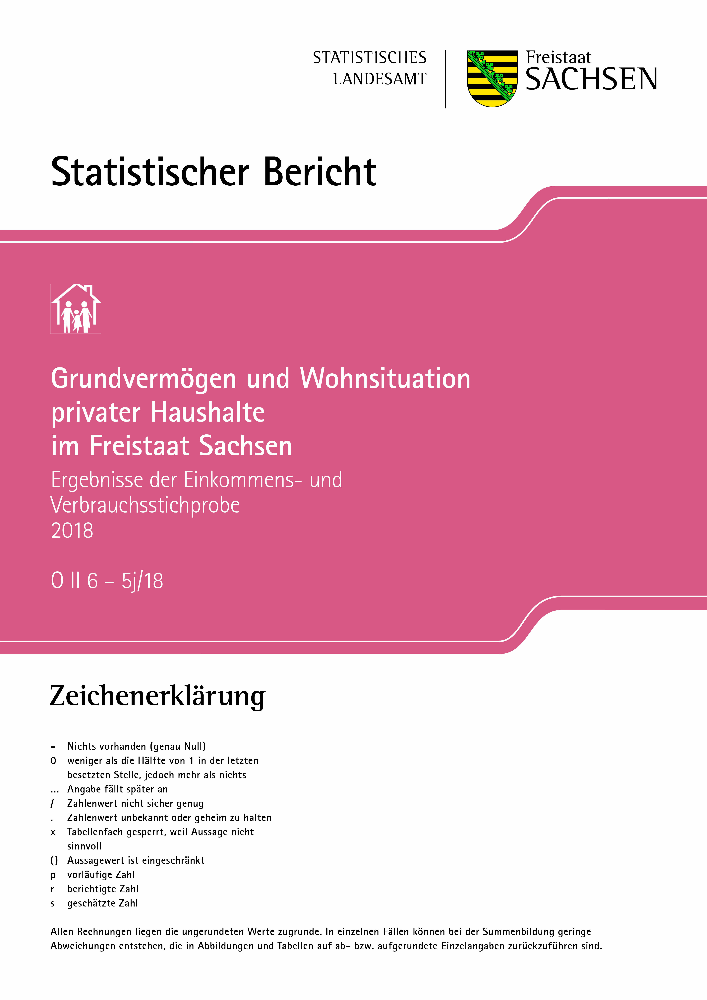 STATISTISCHES
LANDESAMT
Freistaat
SACHSEN
Statistischer Bericht
Grundvermögen und Wohnsituation
privater Haushalte
im Freistaat Sachsen
Ergebnisse der Einkommens- und
Verbrauchsstichprobe
2018
O II 6 – 5j/18
Zeichenerklärung
- Nichts vorhanden (genau Null)
0 weniger als die Hälfte von 1 in der letzten
besetzten Stelle, jedoch mehr als nichts
... Angabe fällt später an
/ Zahlenwert nicht sicher genug
. Zahlenwert unbekannt oder geheim zu halten
x Tabellenfach gesperrt, weil Aussage nicht
sinnvoll
() Aussagewert ist eingeschränkt
p vorläufige Zahl
r berichtigte Zahl
s geschätzte Zahl
Allen Rechnungen liegen die ungerundeten Werte zugrunde. In einzelnen Fällen können bei der Summenbildung geringe
Abweichungen entstehen, die in Abbildungen und Tabellen auf ab- bzw. aufgerundete Einzelangaben zurückzuführen sind.